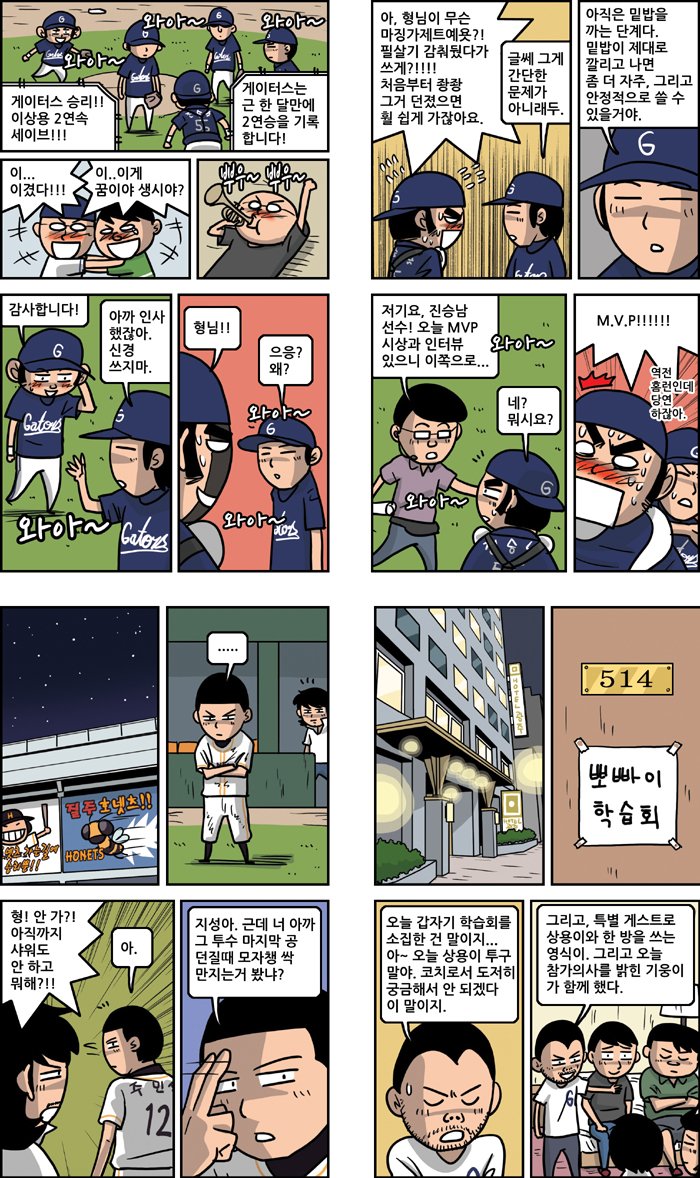 와아~
와아~
와아~
게이터스 승리!!
이상용 2연속
세이브!!!
게이터스는
근 한 달만에
2연승을 기록
합니다!
이...
이겼다!!!
이..이게
꿈이야 생시야?
뿌우~ 뿌우~
감사합니다!
아까 인사
했잖아.
신경
쓰지마.
와아~
Gators
형님!!
으응?
왜?
와아~
와아~
아, 형님이 무슨
마징가제트예욧?!
필살기 감춰뒀다가
쓰게?!!!!
처음부터 쾅쾅
그거 던졌으면
훨 쉽게 가잖아요.
글쎄 그게
간단한
문제가
아니래두.
아직은 밑밥을
까는 단계다.
밑밥이 제대로
깔리고 나면
좀 더 자주, 그리고
안정적으로 쓸 수
있을거야.
저기요, 진승남
선수! 오늘 MVP
시상과 인터뷰
있으니 이쪽으로...
와아~
네?
뭐시요?
와아~
M.V.P!!!!!!
역전
홈런인데
당연
하잖아.
호넷츠!!
HONETS
.....
형! 안 가?!
아직까지
샤워도
안 하고
뭐해?!!
아.
12
지성아. 근데 너 아까
그 투수 마지막 공
던질때 모자챙 싹
만지는거 봤냐?
HOTEL
514
뽀빠이
학습회
오늘 갑자기 학습회를
소집한 건 말이지...
아~ 오늘 상용이 투구
말야. 코치로서 도저히
궁금해서 안 되겠다
이 말이지.
그리고, 특별 게스트로
상용이와 한 방을 쓰는
영식이. 그리고 오늘
참가의사를 밝힌 기웅이
가 함께 했다.